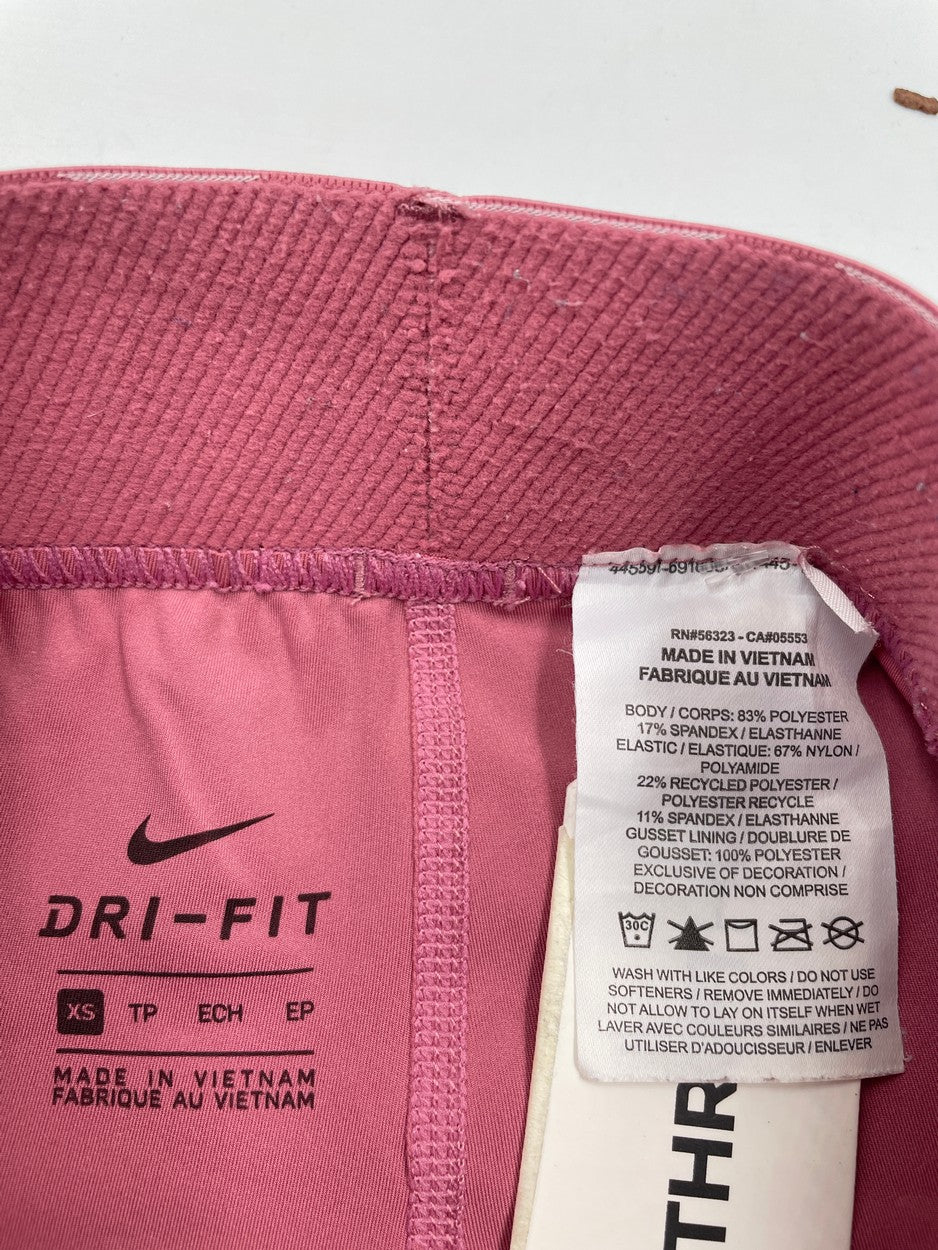 RN#56323 - CA#05553
MADE IN VIETNAM
FABRIQUE AU VIETNAM
BODY / CORPS: 83% POLYESTER
17% SPANDEX / ELASTHANNE
ELASTIC / ELASTIQUE: 67% NYLON /
POLYAMIDE
22% RECYCLED POLYESTER /
POLYESTER RECYCLE
11% SPANDEX / ELASTHANNE
GUSSET LINING / DOUBLURE DE
GOUSSET: 100% POLYESTER
EXCLUSIVE OF DECORATION /
DECORATION NON COMPRISE
30C
WASH WITH LIKE COLORS / DO NOT USE
SOFTENERS / REMOVE IMMEDIATELY / DO
NOT ALLOW TO LAY ON ITSELF WHEN WET
LAVER AVEC COULEURS SIMILAIRES / NE PAS
UTILISER D'ADOUCISSEUR / ENLEVER
DRI-FIT
XS TP ECH EP
MADE IN VIETNAM
FABRIQUE AU VIETNAM
THR